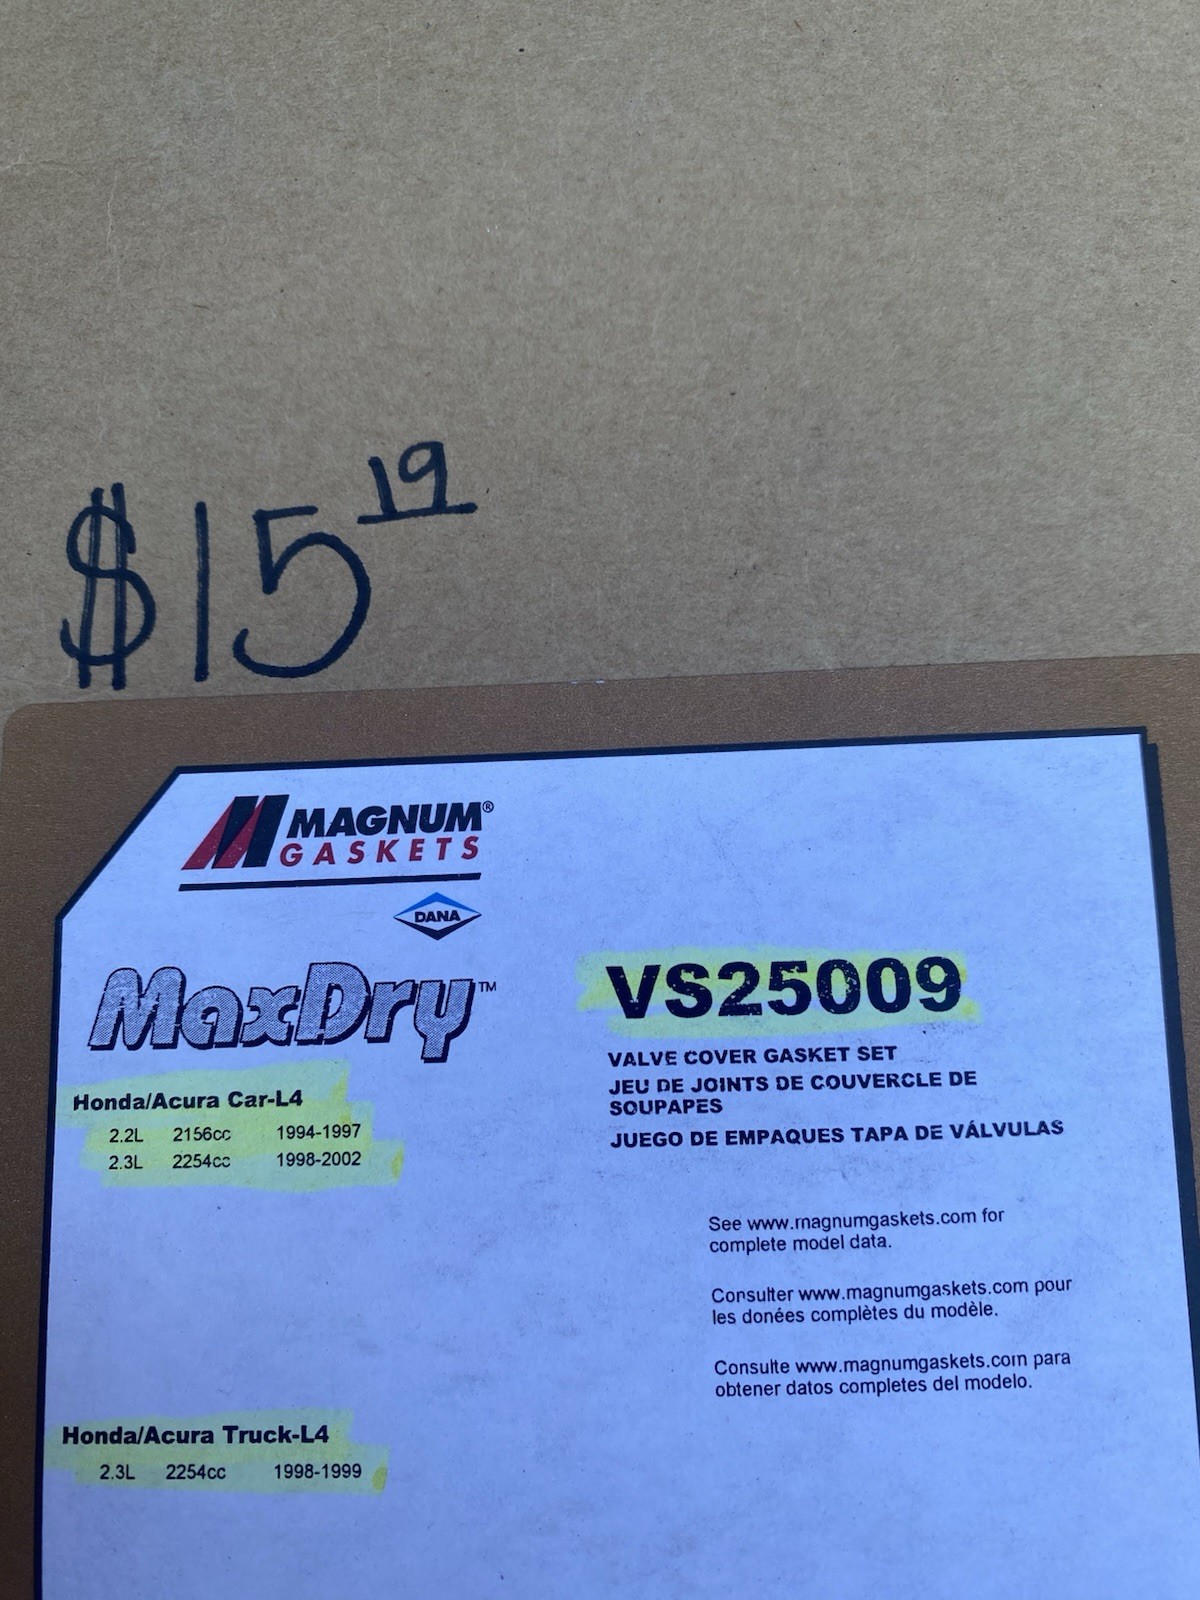 $15 19
MAGNUM®
GASKETS
DANA
MaxDry™
VS25009
VALVE COVER GASKET SET
JEU DE JOINTS DE COUVERCLE DE
SOUPAPES
JUEGO DE EMPAQUES TAPA DE VÁLVULAS
Honda/Acura Car-L4
2.2L 2156cc 1994-1997
2.3L 2254cc 1998-2002
See www.magnumgaskets.com for
complete model data.
Consulter www.magnumgaskets.com pour
les donées complètes du modèle.
Consulte www.magnumgaskets.com para
obtener datos completes del modelo.
Honda/Acura Truck-L4
2.3L 2254cc 1998-1999